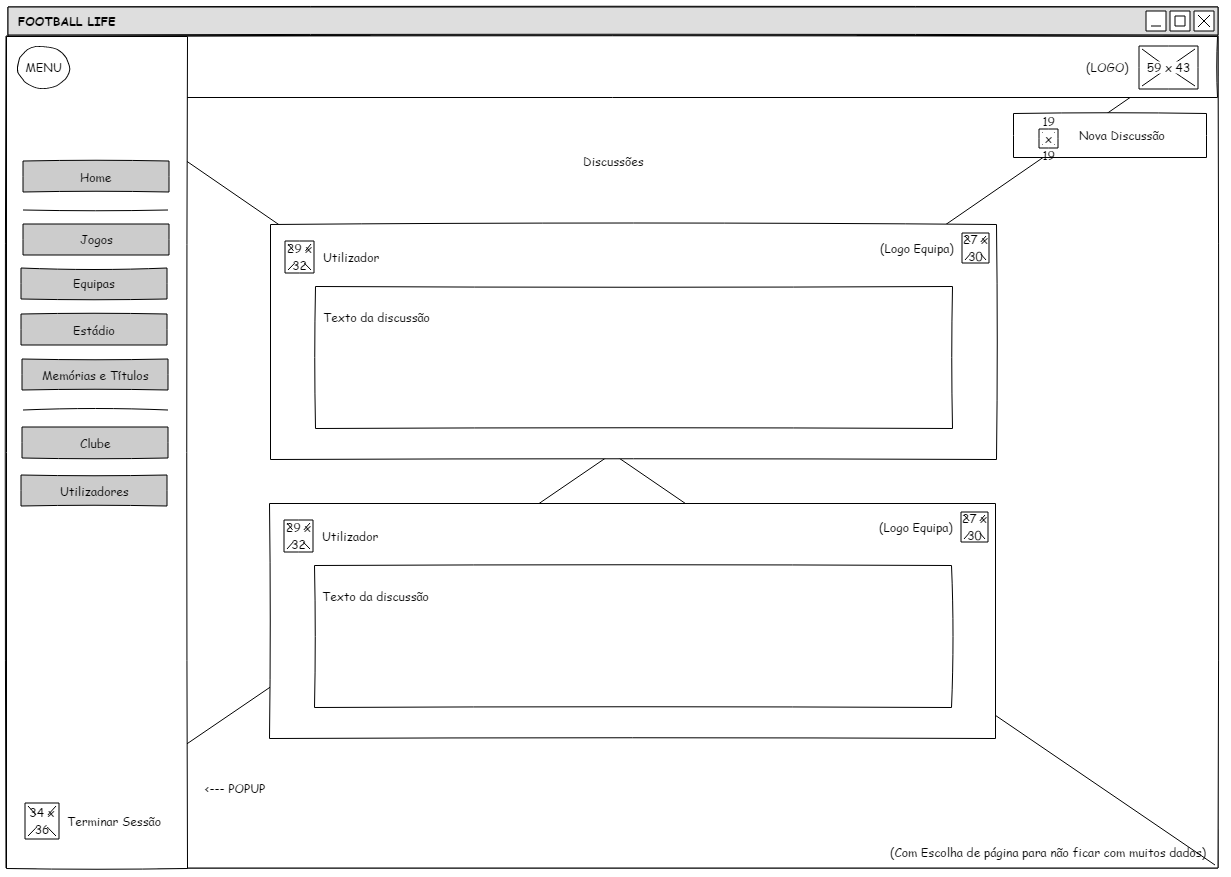 FOOTBALL LIFE
MENU
(LOGO)
59 x 43
19
x
19
Nova Discussão
Discussões
Home
Jogos
Equipas
Estádio
Memórias e Títulos
Clube
Utilizadores
29 x
32
Utilizador
(Logo Equipa)
27 x
30
Texto da discussão
29 x
32
Utilizador
(Logo Equipa)
27 x
30
Texto da discussão
<--- POPUP
34 x
36
Terminar Sessão
(Com Escolha de página para não ficar com muitos dados)